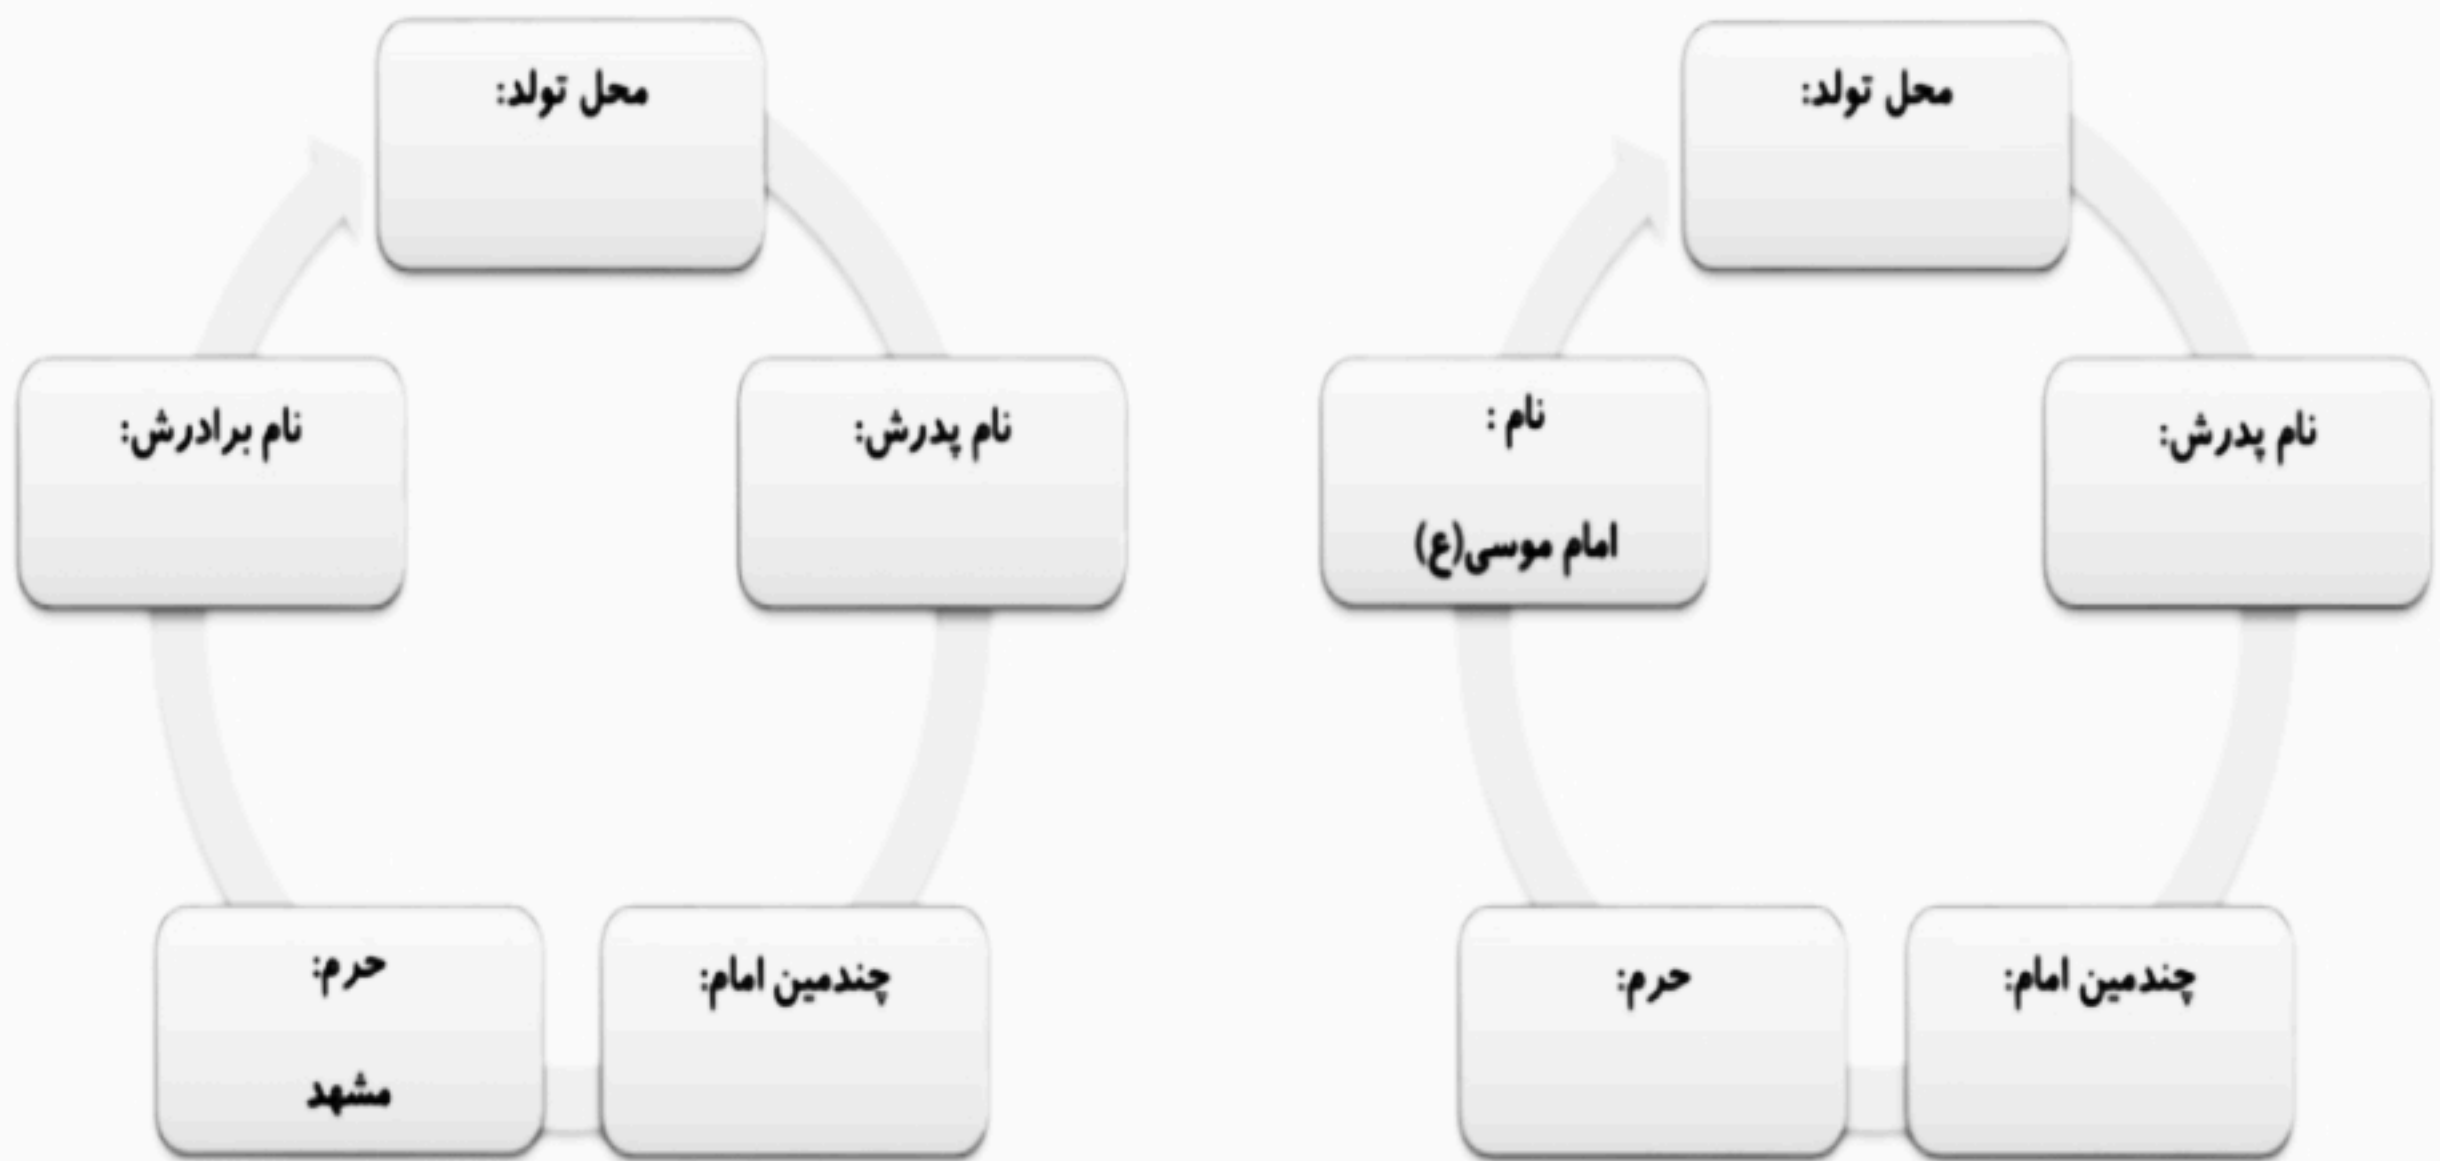 محل تولد:
نام پدرش:
چندمین امام:
حرم:
نام :
امام موسی(ع)
محل تولد:
نام پدرش:
چندمین امام:
حرم:
مشهد
نام برادرش: